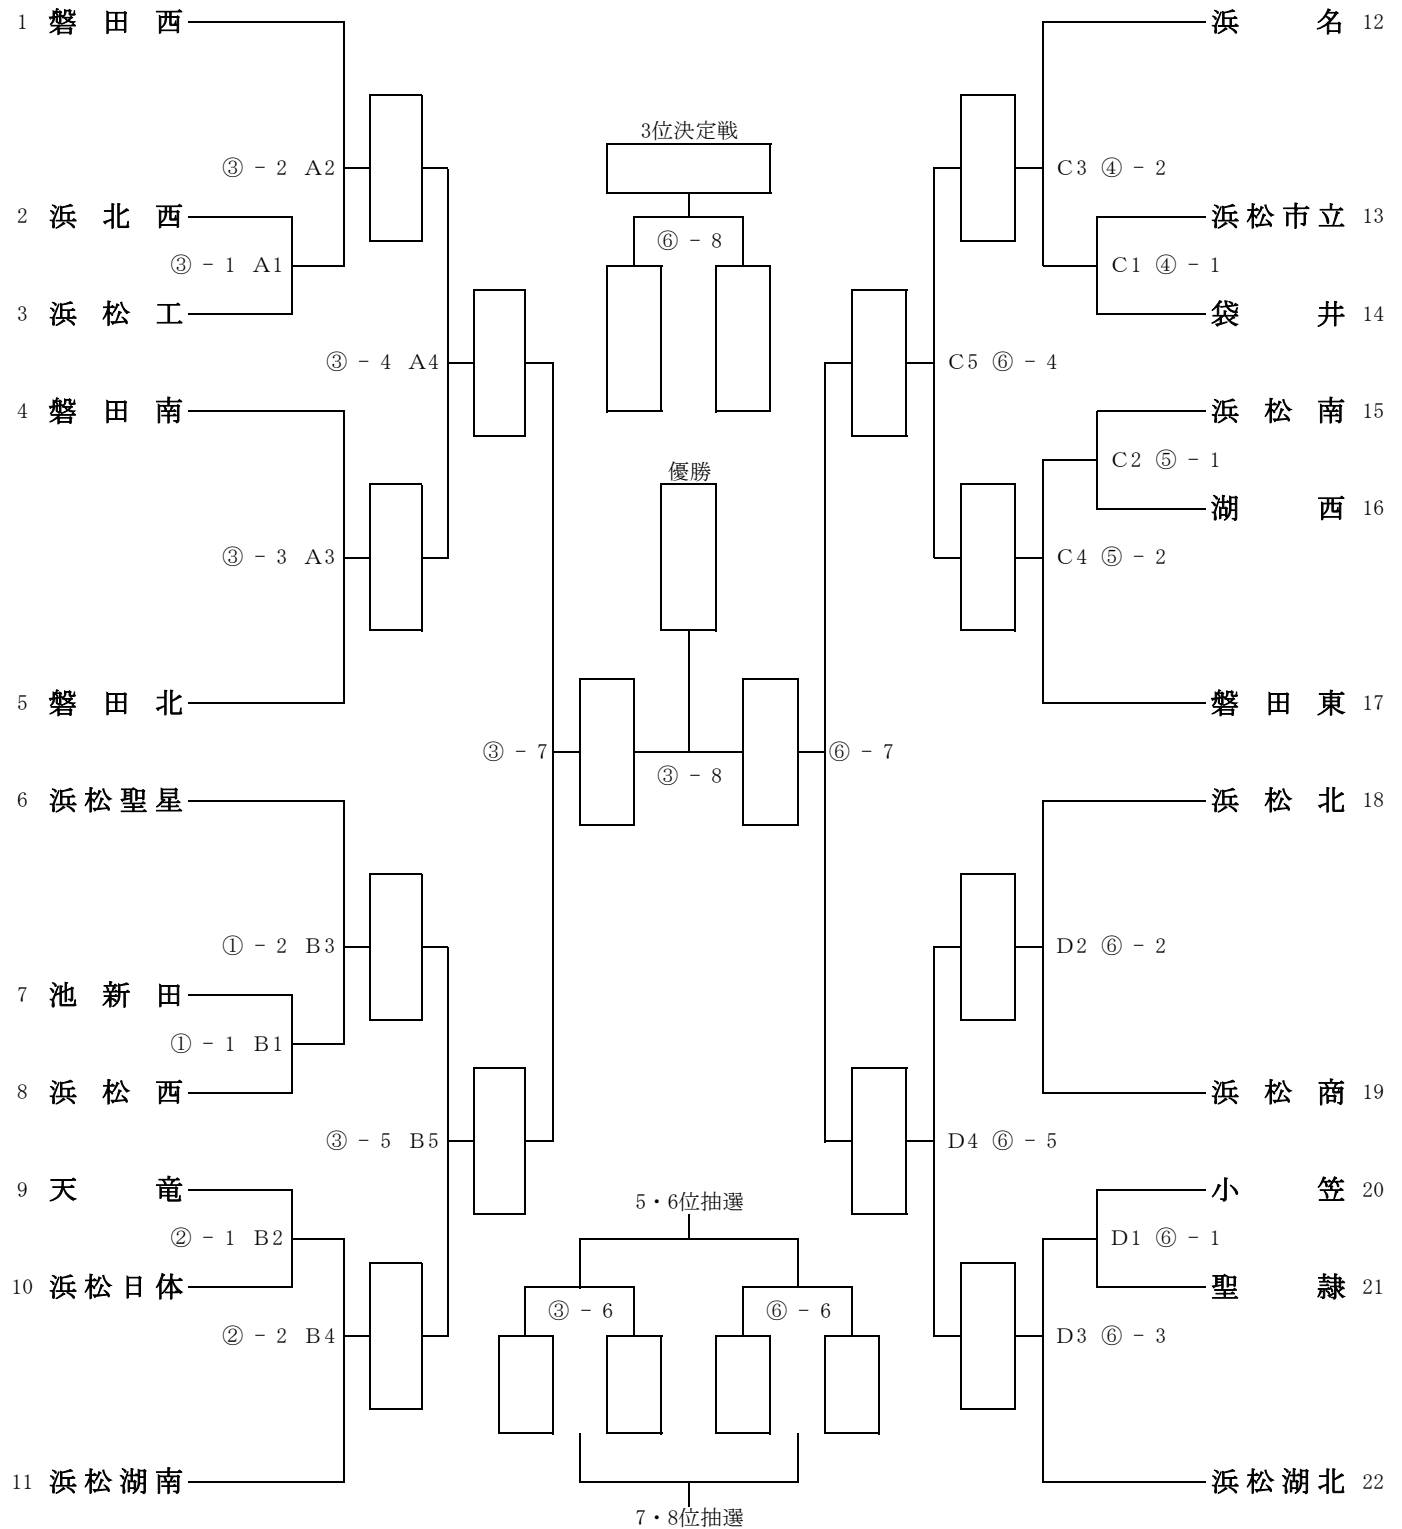 1 磐田西
③-2 A2
2 浜北西
③-1 A1
3 浜松工
③-4 A4
4 磐田南
③-3 A3
5 磐田北
③-7
6 浜松聖星
①-2 B3
7 池新田
①-1 B1
8 浜松西
③-5 B5
9 天竜
②-1 B2
10 浜松日体
②-2 B4
11 浜松湖南
3位決定戦
⑥-8
優勝
③-8
5・6位抽選
③-6
⑥-6
7・8位抽選
浜名 12
C3 ④-2
浜松市立 13
C1 ④-1
袋井 14
C5 ⑥-4
浜松南 15
C2 ⑤-1
湖西 16
C4 ⑤-2
磐田東 17
⑥-7
浜松北 18
D2 ⑥-2
浜松商 19
D4 ⑥-5
小笠 20
D1 ⑥-1
聖隷 21
D3 ⑥-3
浜松湖北 22